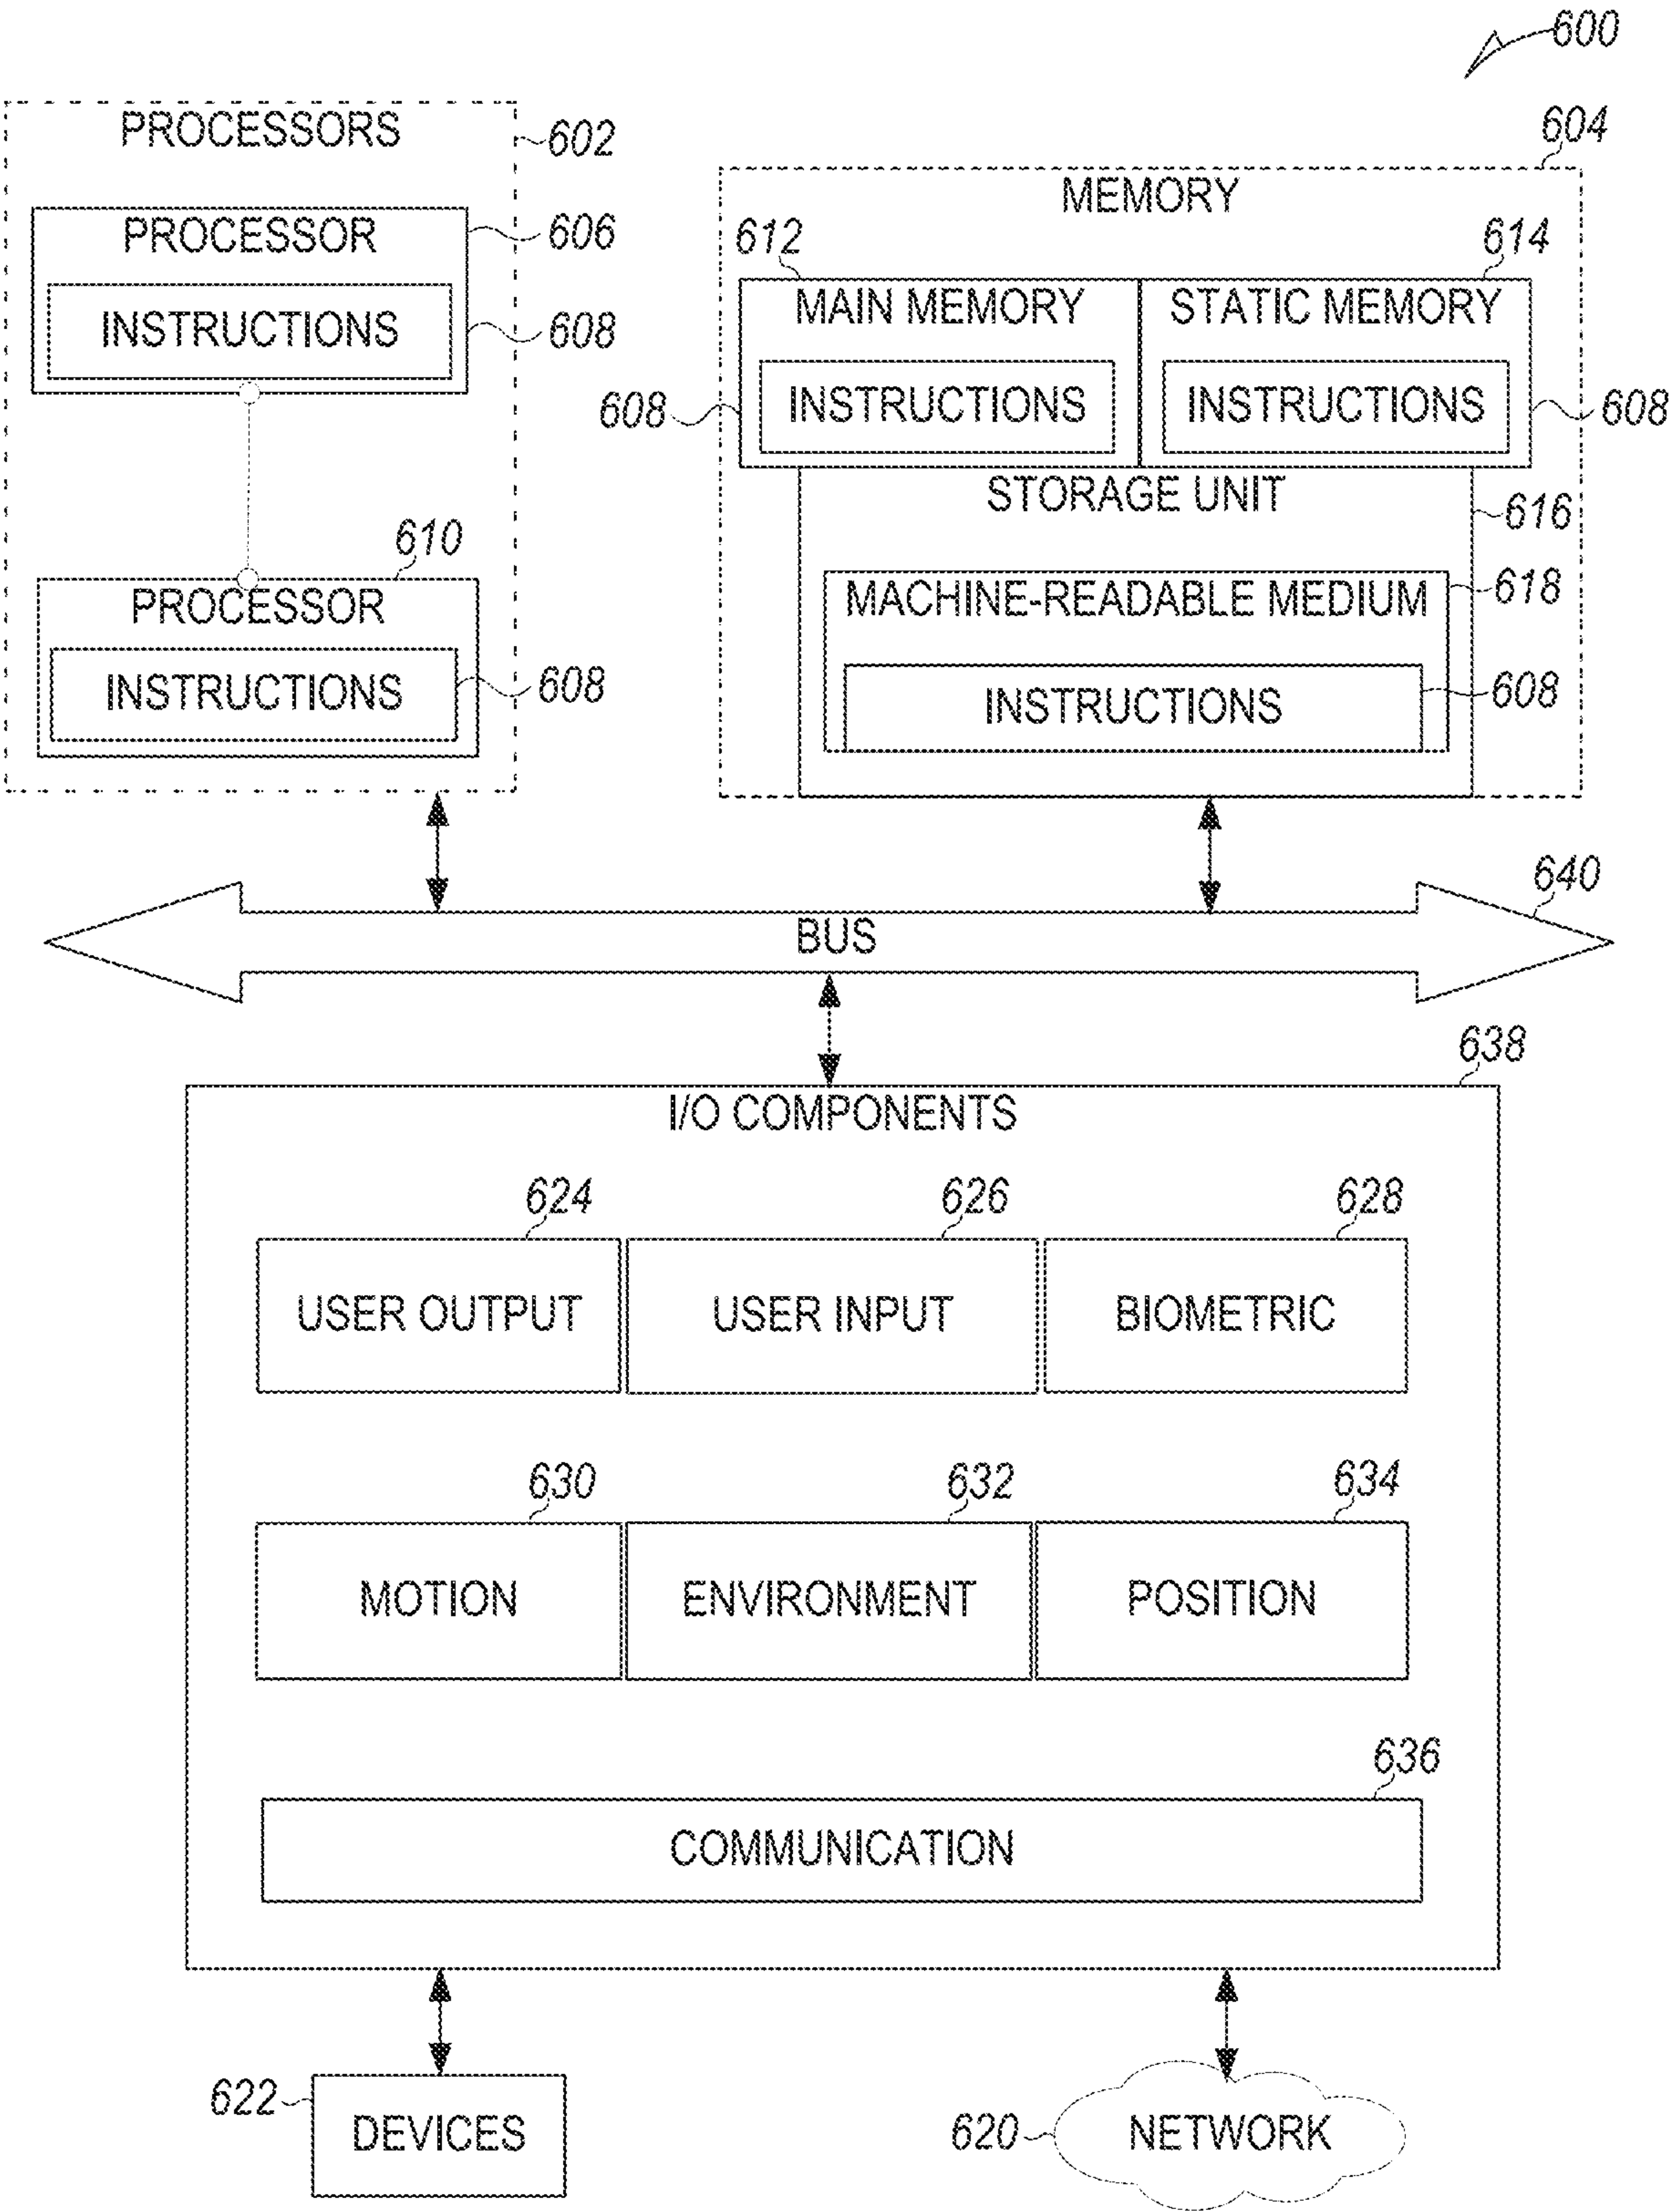 600
PROCESSORS
602
PROCESSOR
606
INSTRUCTIONS
608
610
PROCESSOR
INSTRUCTIONS
608
604
MEMORY
612
614
MAIN MEMORY
STATIC MEMORY
608
INSTRUCTIONS
INSTRUCTIONS
608
STORAGE UNIT
616
MACHINE-READABLE MEDIUM
618
INSTRUCTIONS
608
640
BUS
638
I/O COMPONENTS
624
626
628
USER OUTPUT
USER INPUT
BIOMETRIC
630
632
634
MOTION
ENVIRONMENT
POSITION
636
COMMUNICATION
622
DEVICES
620
NETWORK